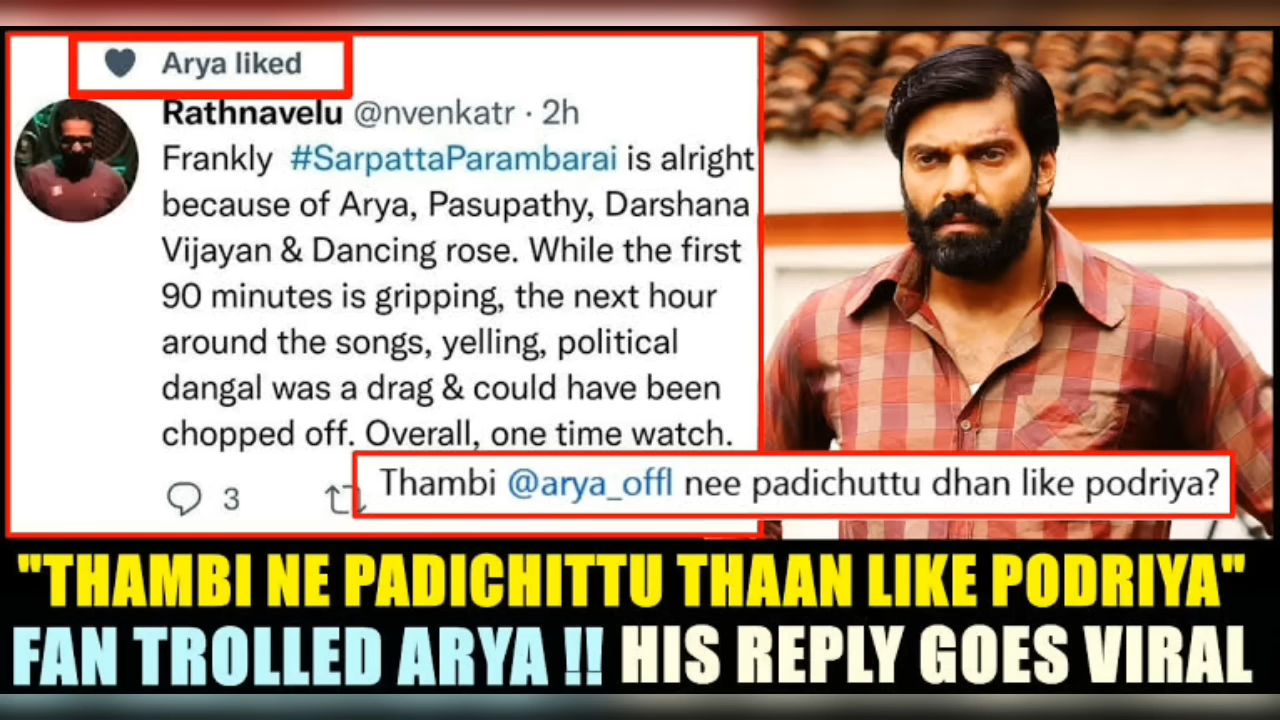 Arya liked
Rathnavelu @nvenkatr · 2h
Frankly #SarpattaParambarai is alright
because of Arya, Pasupathy, Darshana
Vijayan & Dancing rose. While the first
90 minutes is gripping, the next hour
around the songs, yelling, political
dangal was a drag & could have been
chopped off. Overall, one time watch.
3
Thambi @arya_offl nee padichuttu dhan like podriya?
"THAMBI NE PADICHITTU THAAN LIKE PODRIYA"
FAN TROLLED ARYA !! HIS REPLY GOES VIRAL